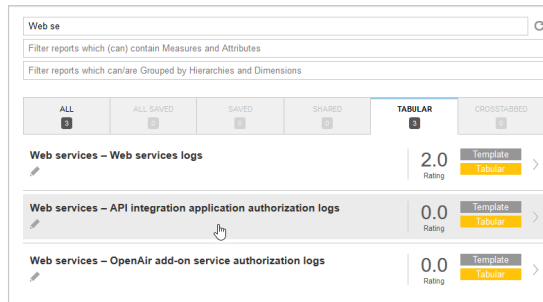 Web se
Filter reports which (can) contain Measures and Attributes
Filter reports which can/are Grouped by Hierarchies and Dimensions
ALL ALL SAVED SAVED SHARED TABULAR CROSSTABBED
3 0 0 0 3 0
Web services – Web services logs
2.0
Rating
Template
Tabular
Web services – API integration application authorization logs
0.0
Rating
Template
Tabular
Web services – OpenAir add-on service authorization logs
0.0
Rating
Template
Tabular